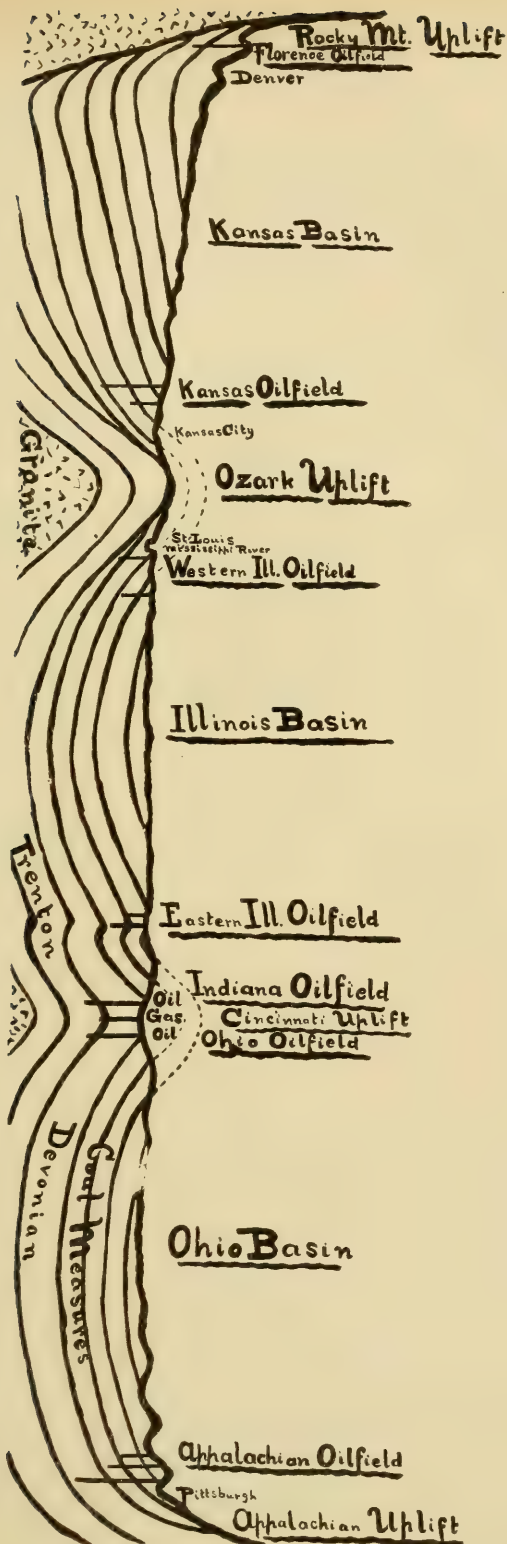 Rocky Mt. Uplift
Florence Oilfield
Denver
Kansas Basin
Kansas Oilfield
Kansas City
Granite
Ozark Uplift
St. Louis
Mississippi River
Western Ill. Oilfield
Illinois Basin
Trenton
Eastern Ill. Oilfield
Indiana Oilfield
Oil
Gas.
Cincinnati Uplift
Oil
Ohio Oilfield
Devonian
Coal Measures
Ohio Basin
Appalachian Oilfield
Pittsburgh
Appalachian Uplift